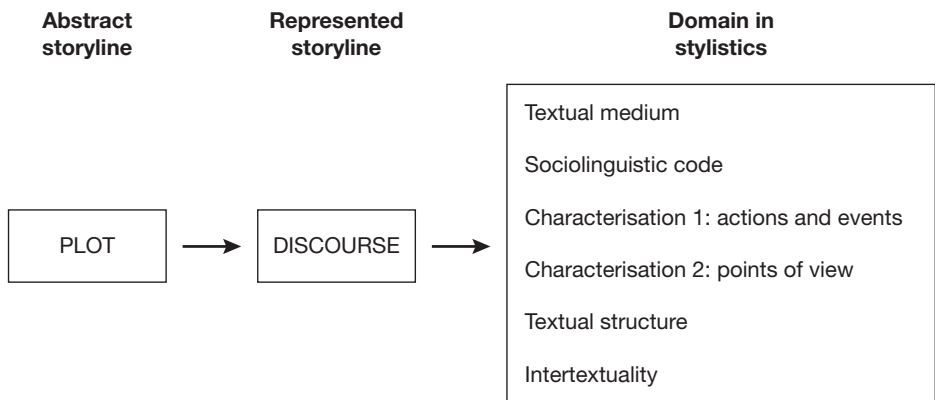 Abstract
storyline
Represented
storyline
Domain in
stylistics
PLOT
DISCOURSE
Textual medium
Sociolinguistic code
Characterisation 1: actions and events
Characterisation 2: points of view
Textual structure
Intertextuality